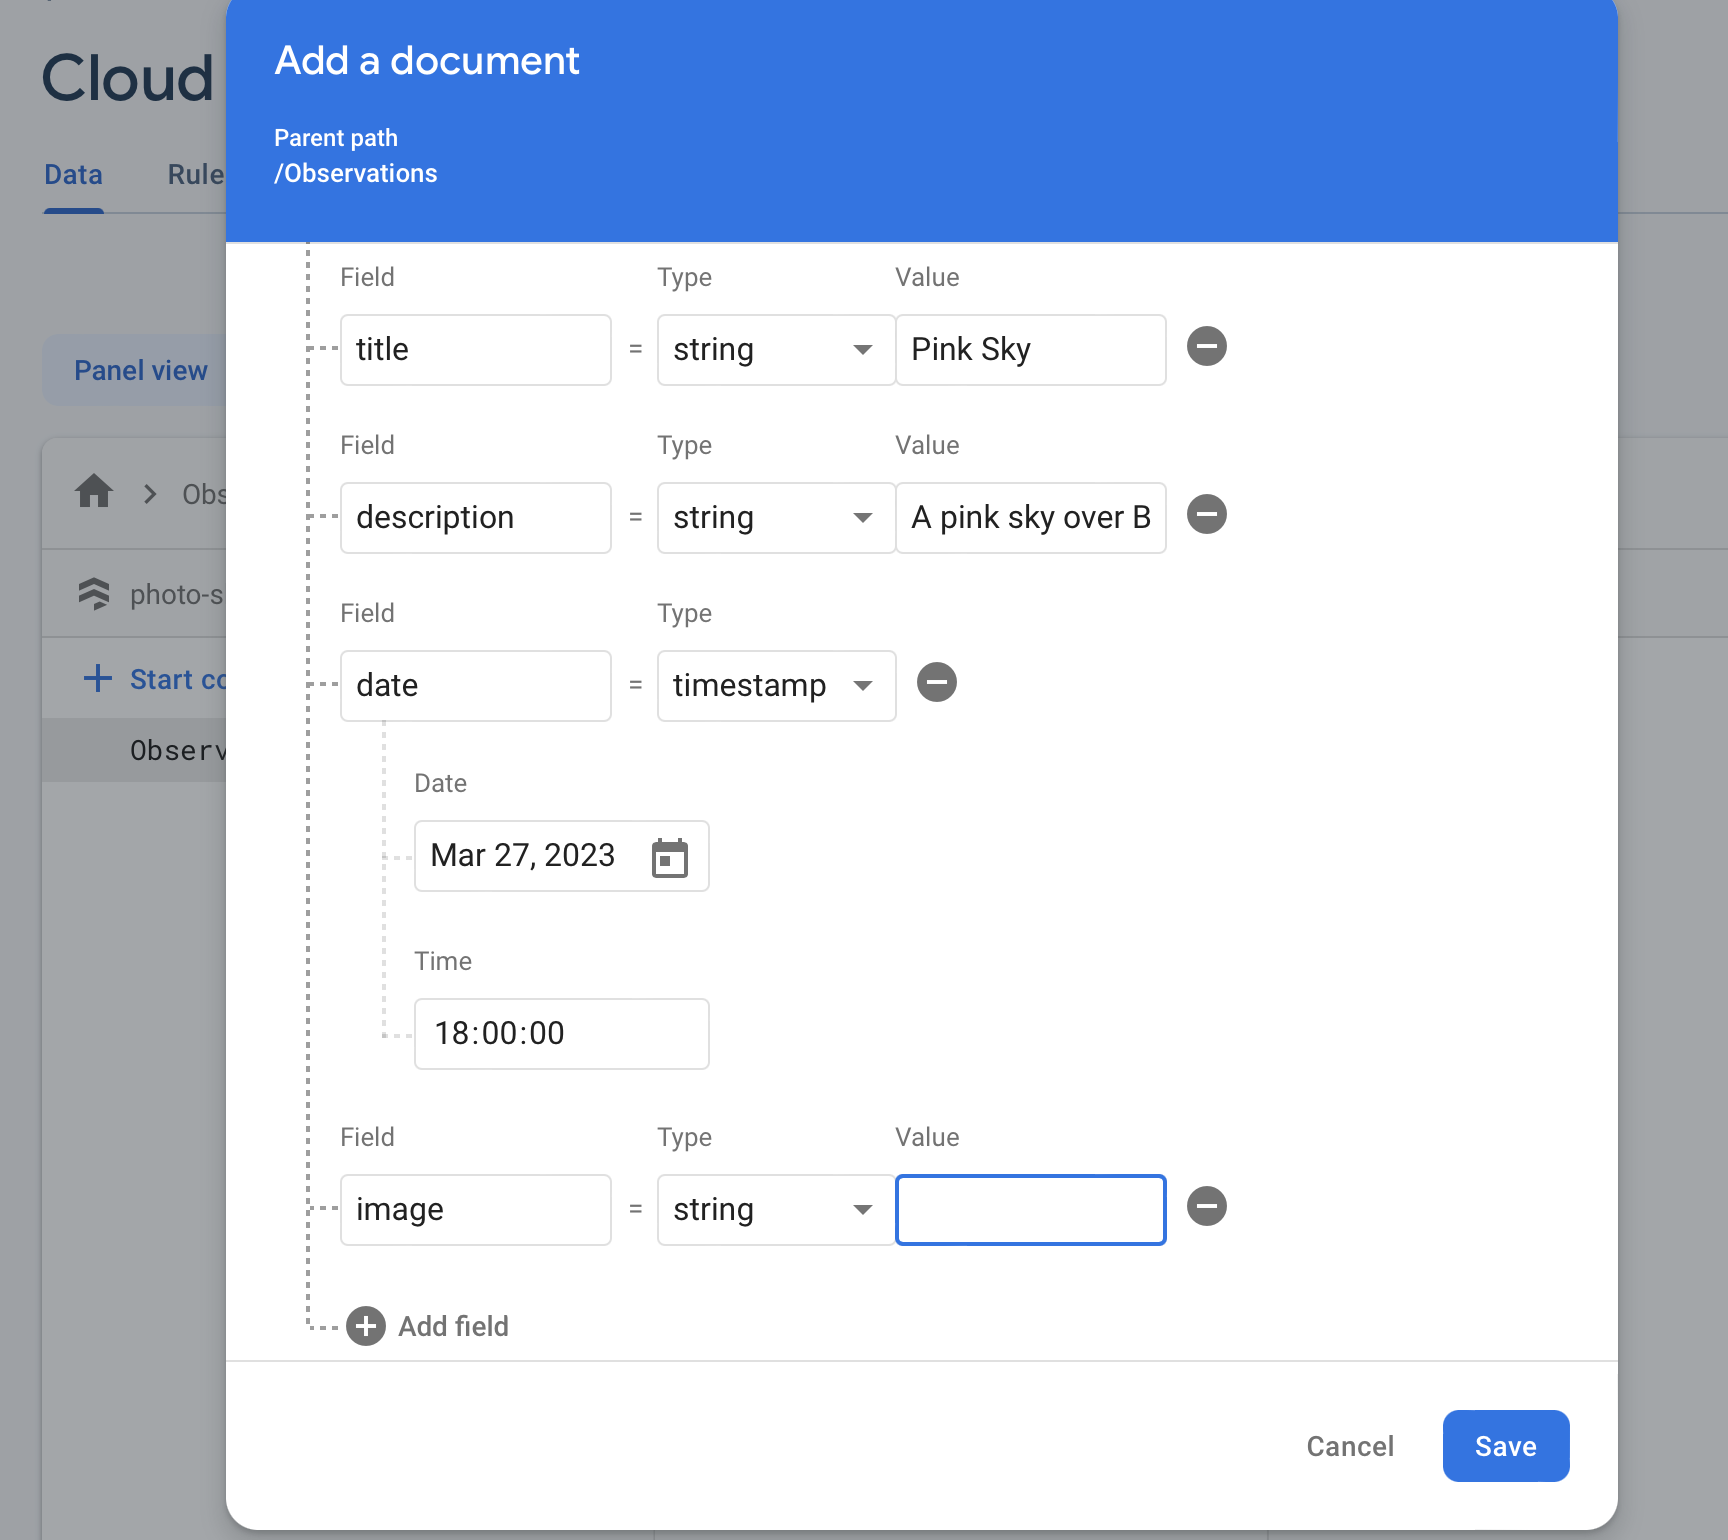 Add a document
Cloud
Parent path
/Observations
Data Rule
Field Type Value
title = string Pink Sky
Panel view
Field Type Value
Obs
description = string A pink sky over B
photo-s
Field Type
Start co
date = timestamp
Observ
Date
Mar 27, 2023
Time
18:00:00
Field Type Value
image = string
Add field
Cancel Save